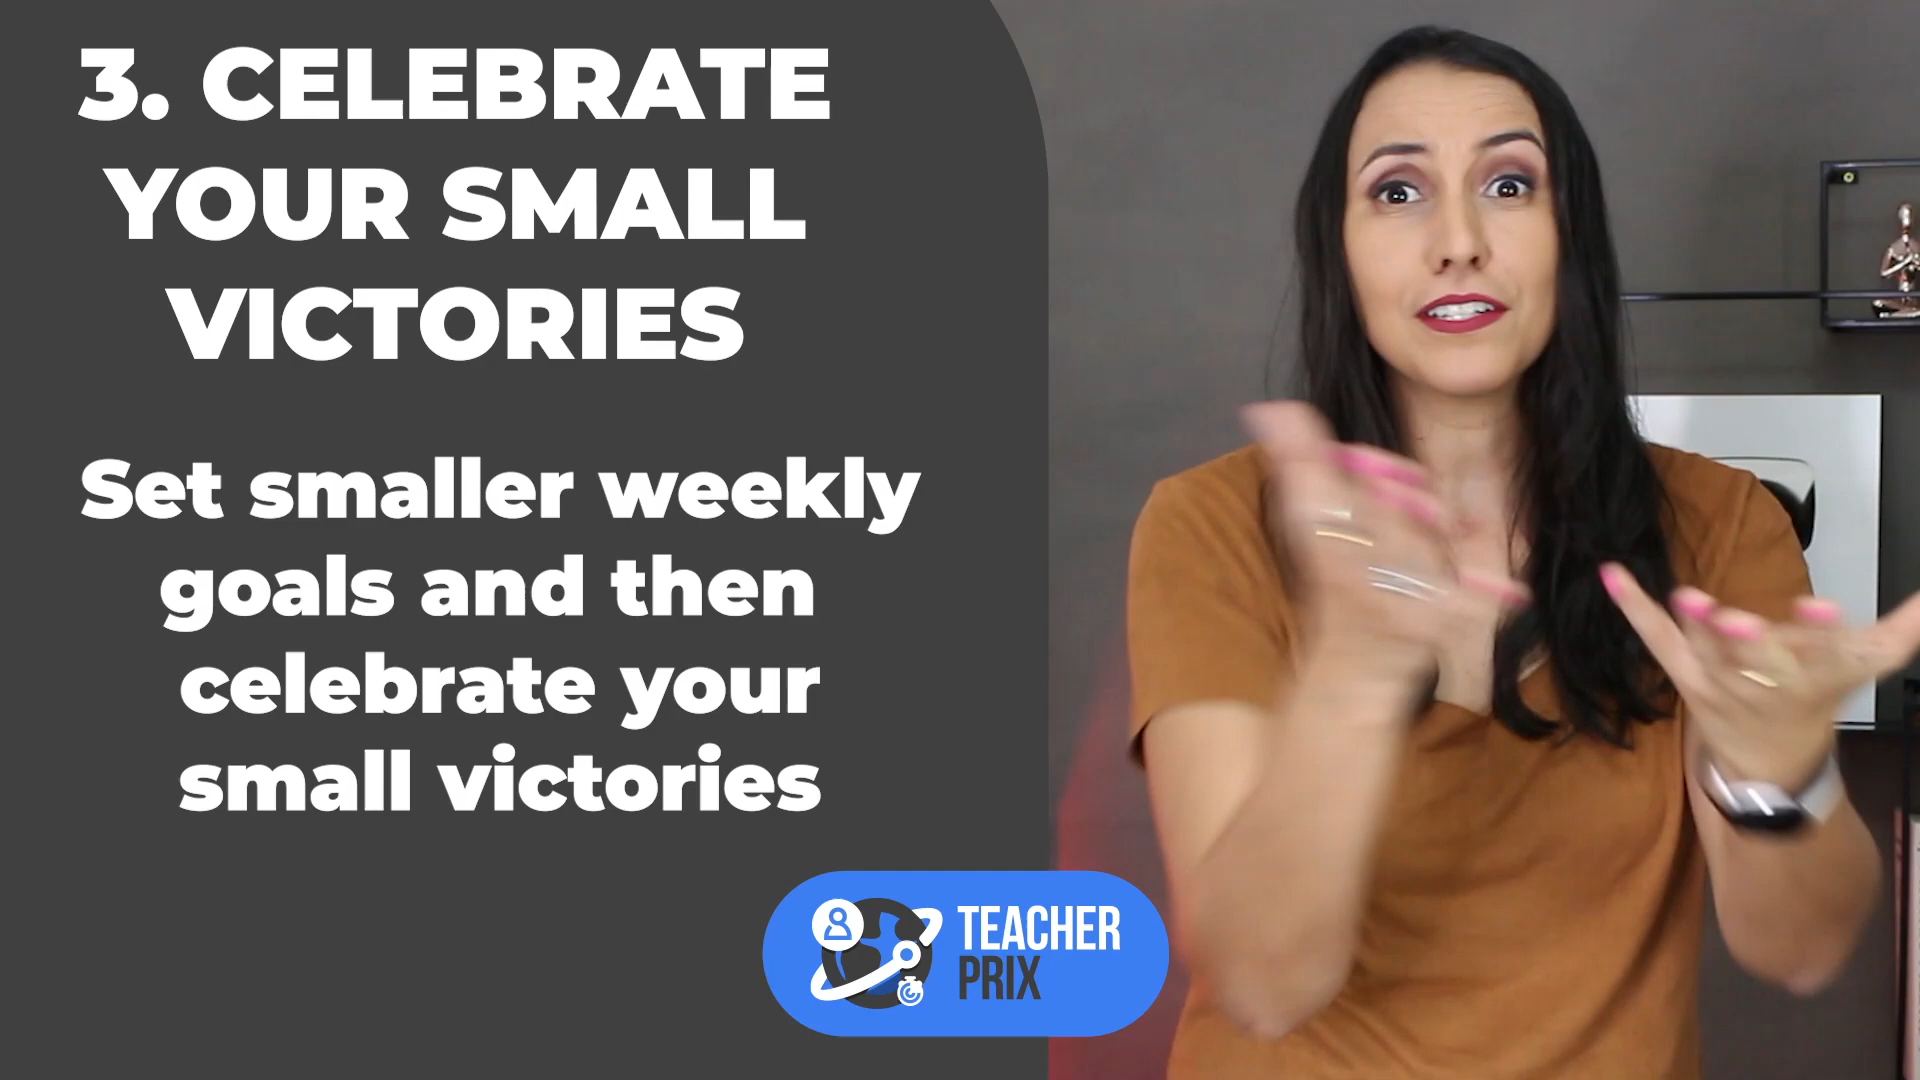 3. CELEBRATE
YOUR SMALL
VICTORIES
Set smaller weekly
goals and then
celebrate your
small victories
TEACHER
PRIX